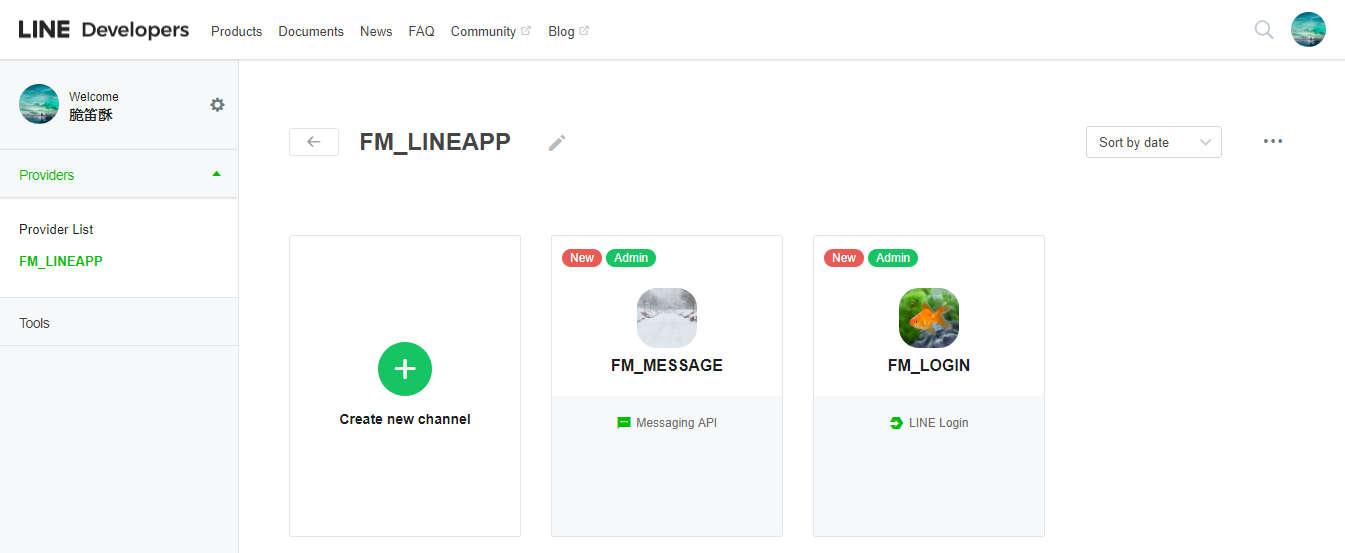 LINE Developers Products Documents News FAQ Community Blog
Welcome
脆笛酥
Providers
Provider List
FM_LINEAPP
Tools
FM_LINEAPP
Sort by date
Create new channel
New Admin
FM_MESSAGE
Messaging API
New Admin
FM_LOGIN
LINE Login